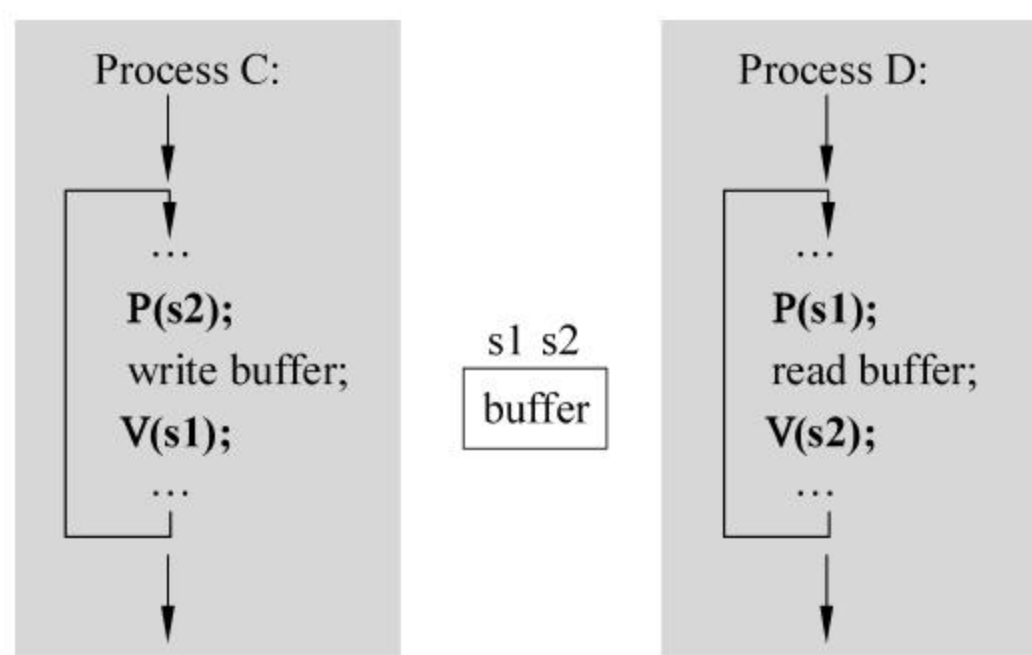 Process C:
...
P(s2);
write buffer;
V(s1);
...
s1 s2
buffer
Process D:
...
P(s1);
read buffer;
V(s2);
...